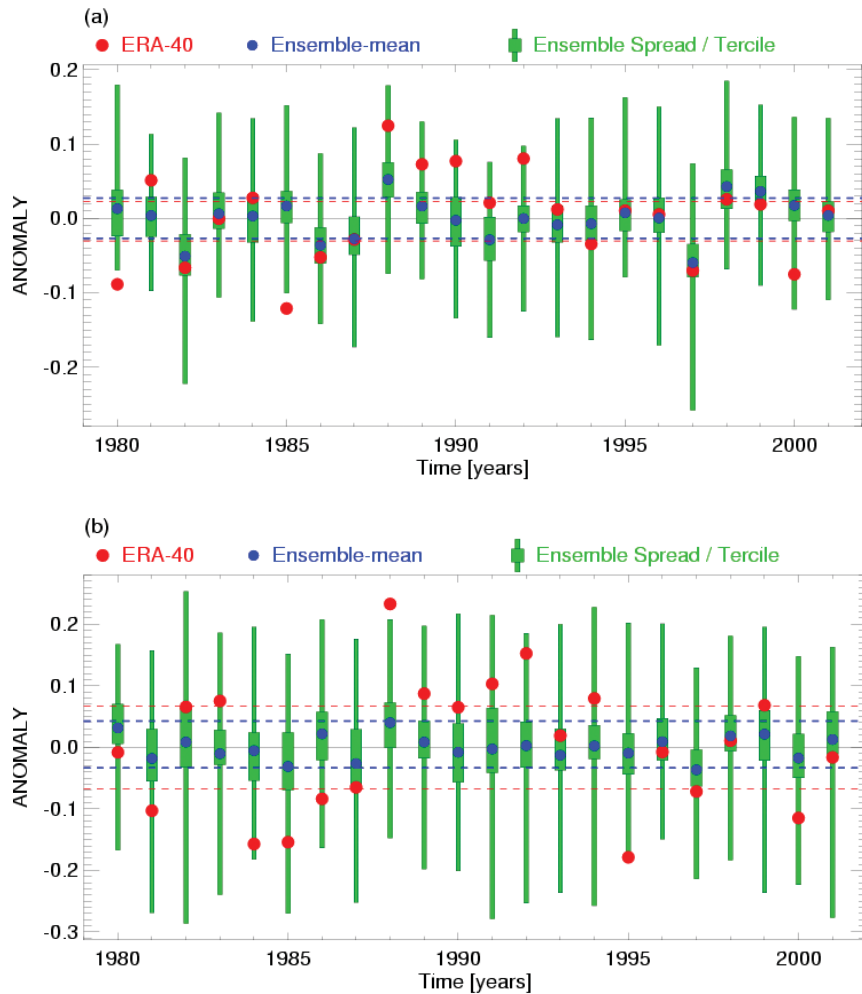 (a)
ERA-40 Ensemble-mean Ensemble Spread / Tercile
0.2
0.1
0.0
-0.1
-0.2
ANOMALY
1980 1985 1990 1995 2000
Time [years]
(b)
ERA-40 Ensemble-mean Ensemble Spread / Tercile
0.2
0.1
0.0
-0.1
-0.2
-0.3
ANOMALY
1980 1985 1990 1995 2000
Time [years]